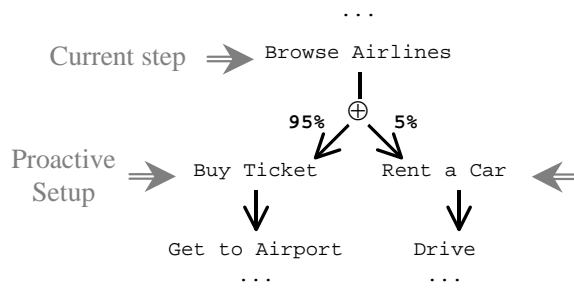 ...
Current step
Browse Airlines
95%
5%
Proactive
Setup
Buy Ticket
Rent a Car
Get to Airport
Drive
...
...